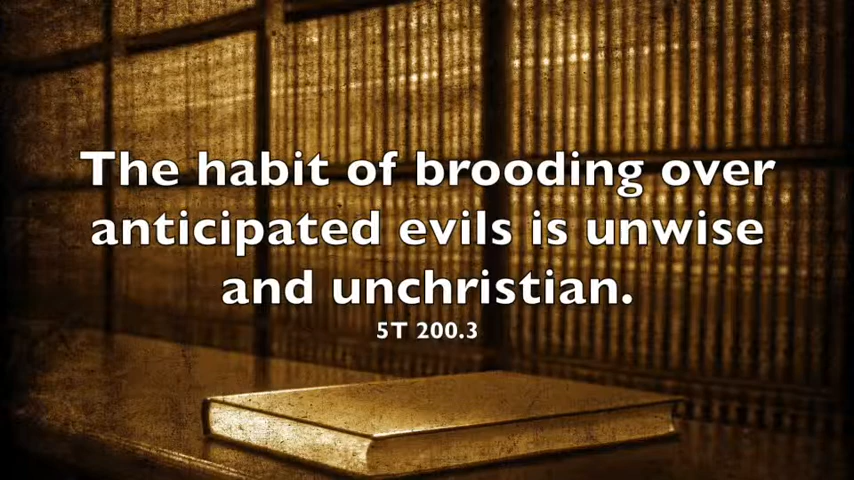 The habit of brooding over
anticipated evils is unwise
and unchristian.
5T 200.3